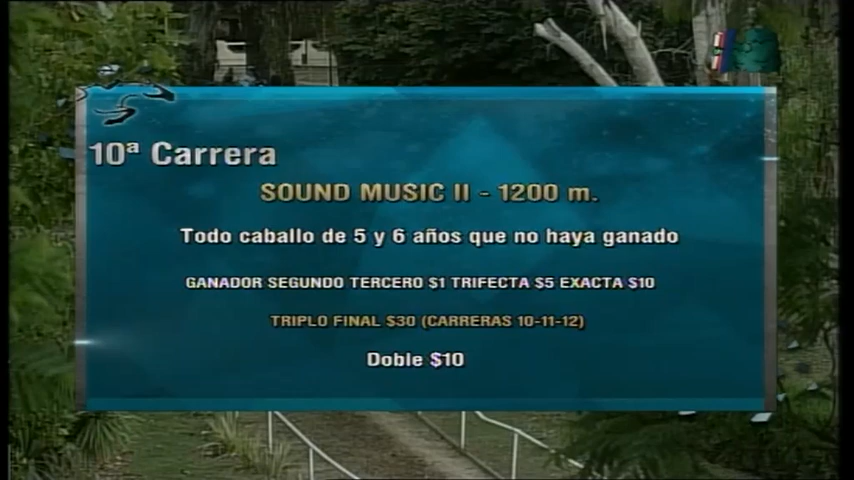 10ª Carrera
SOUND MUSIC II - 1200 m.
Todo caballo de 5 y 6 años que no haya ganado
GANADOR SEGUNDO TERCERO $1 TRIFECTA $5 EXACTA $10
TRIPLO FINAL $30 (CARRERAS 10-11-12)
Doble $10